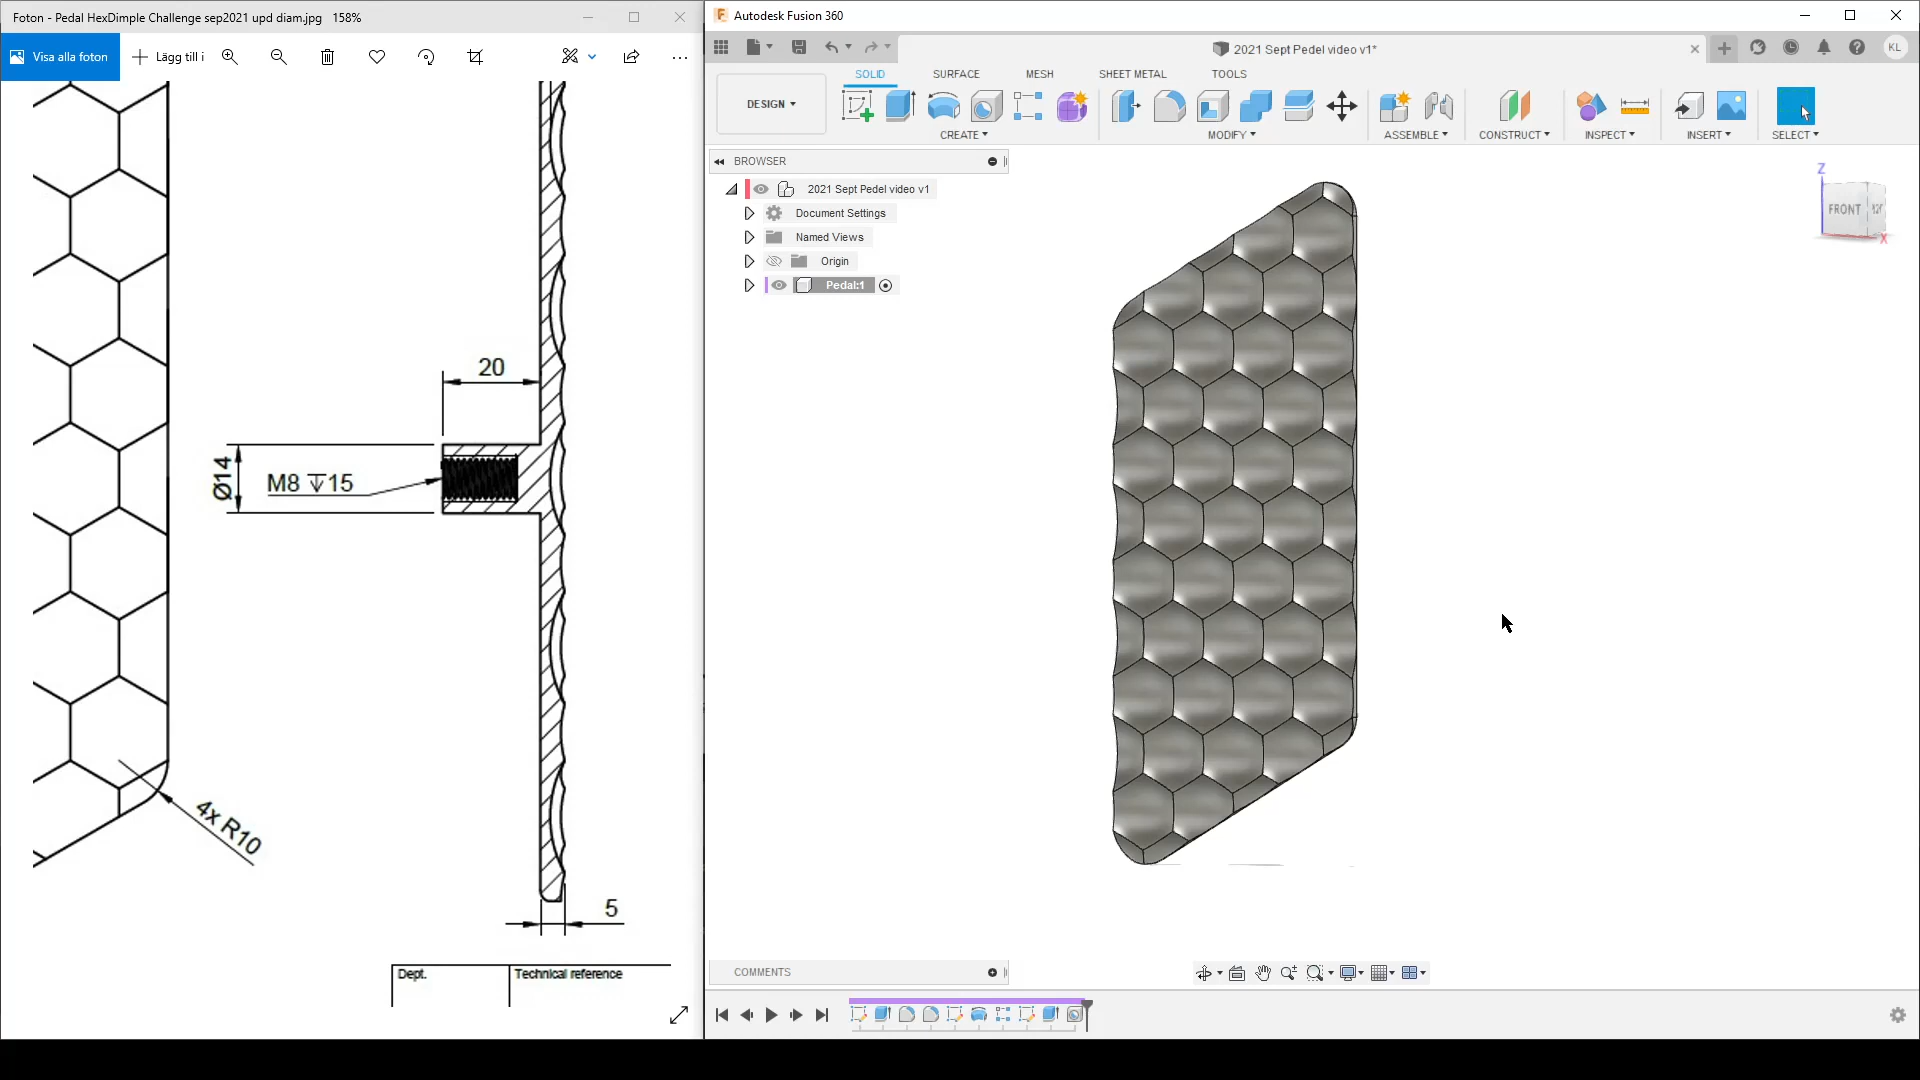 Foton - Pedal HexDimple Challenge sep2021 upd diam.jpg 158%
Visa alla foton
Lägg till i
20
Ø14
M8 ↧15
4x R10
5
Dept.
Technical reference
Autodesk Fusion 360
2021 Sept Pedel video v1*
KL
SOLID
SURFACE
MESH
SHEET METAL
TOOLS
DESIGN
CREATE
MODIFY
ASSEMBLE
CONSTRUCT
INSPECT
INSERT
SELECT
BROWSER
2021 Sept Pedel video v1
Document Settings
Named Views
Origin
Pedal:1
Z
FRONT
X
COMMENTS